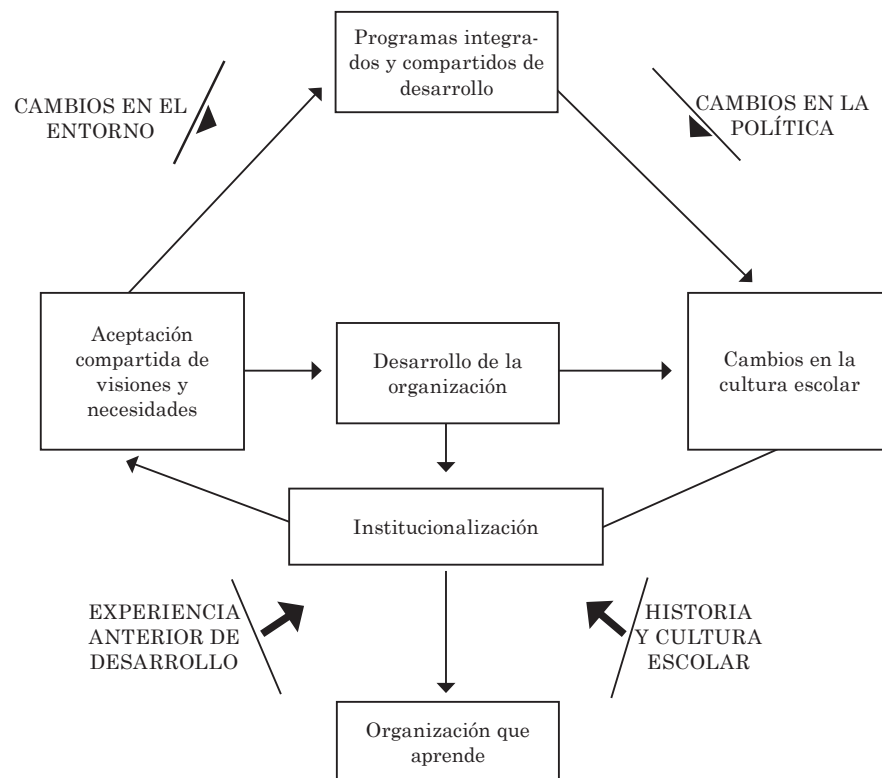 Programas integra-
dos y compartidos de
desarrollo
CAMBIOS EN EL
ENTORNO
CAMBIOS EN LA
POLÍTICA
Aceptación
compartida de
visiones y
necesidades
Desarrollo de la
organización
Cambios en la
cultura escolar
Institucionalización
EXPERIENCIA
ANTERIOR DE
DESARROLLO
HISTORIA
Y CULTURA
ESCOLAR
Organización que
aprende